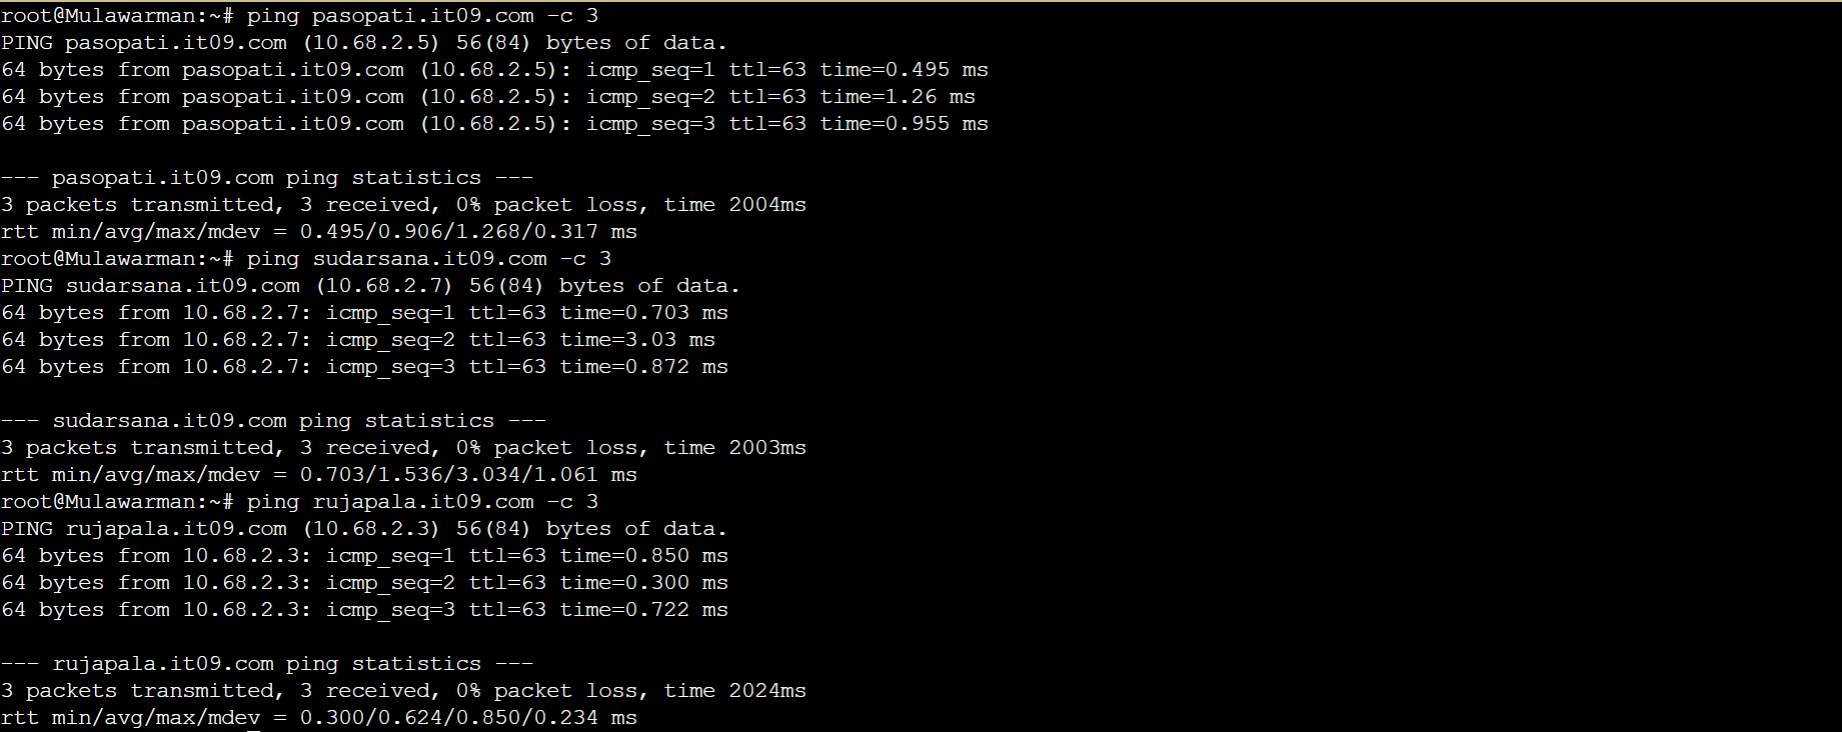 root@Mulawarman:~# ping pasopati.it09.com -c 3
PING pasopati.it09.com (10.68.2.5) 56(84) bytes of data.
64 bytes from pasopati.it09.com (10.68.2.5): icmp_seq=1 ttl=63 time=0.495 ms
64 bytes from pasopati.it09.com (10.68.2.5): icmp_seq=2 ttl=63 time=1.26 ms
64 bytes from pasopati.it09.com (10.68.2.5): icmp_seq=3 ttl=63 time=0.955 ms

--- pasopati.it09.com ping statistics ---
3 packets transmitted, 3 received, 0% packet loss, time 2004ms
rtt min/avg/max/mdev = 0.495/0.906/1.268/0.317 ms
root@Mulawarman:~# ping sudarsana.it09.com -c 3
PING sudarsana.it09.com (10.68.2.7) 56(84) bytes of data.
64 bytes from 10.68.2.7: icmp_seq=1 ttl=63 time=0.703 ms
64 bytes from 10.68.2.7: icmp_seq=2 ttl=63 time=3.03 ms
64 bytes from 10.68.2.7: icmp_seq=3 ttl=63 time=0.872 ms

--- sudarsana.it09.com ping statistics ---
3 packets transmitted, 3 received, 0% packet loss, time 2003ms
rtt min/avg/max/mdev = 0.703/1.536/3.034/1.061 ms
root@Mulawarman:~# ping rujapala.it09.com -c 3
PING rujapala.it09.com (10.68.2.3) 56(84) bytes of data.
64 bytes from 10.68.2.3: icmp_seq=1 ttl=63 time=0.850 ms
64 bytes from 10.68.2.3: icmp_seq=2 ttl=63 time=0.300 ms
64 bytes from 10.68.2.3: icmp_seq=3 ttl=63 time=0.722 ms

--- rujapala.it09.com ping statistics ---
3 packets transmitted, 3 received, 0% packet loss, time 2024ms
rtt min/avg/max/mdev = 0.300/0.624/0.850/0.234 ms